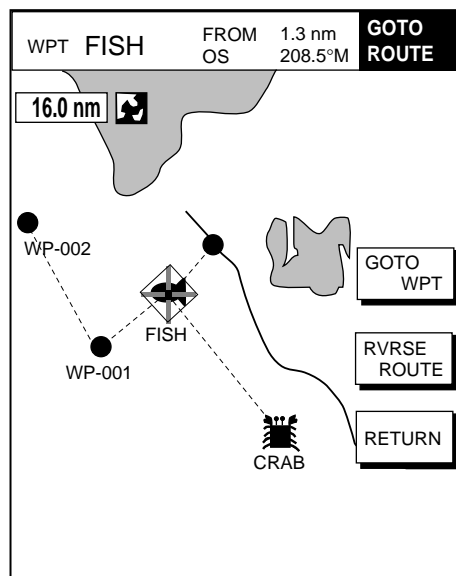 WPT FISH
FROM 1.3 nm
OS 208.5°M
GOTO
ROUTE
16.0 nm
WP-002
GOTO
WPT
FISH
RVRSE
ROUTE
WP-001
RETURN
CRAB